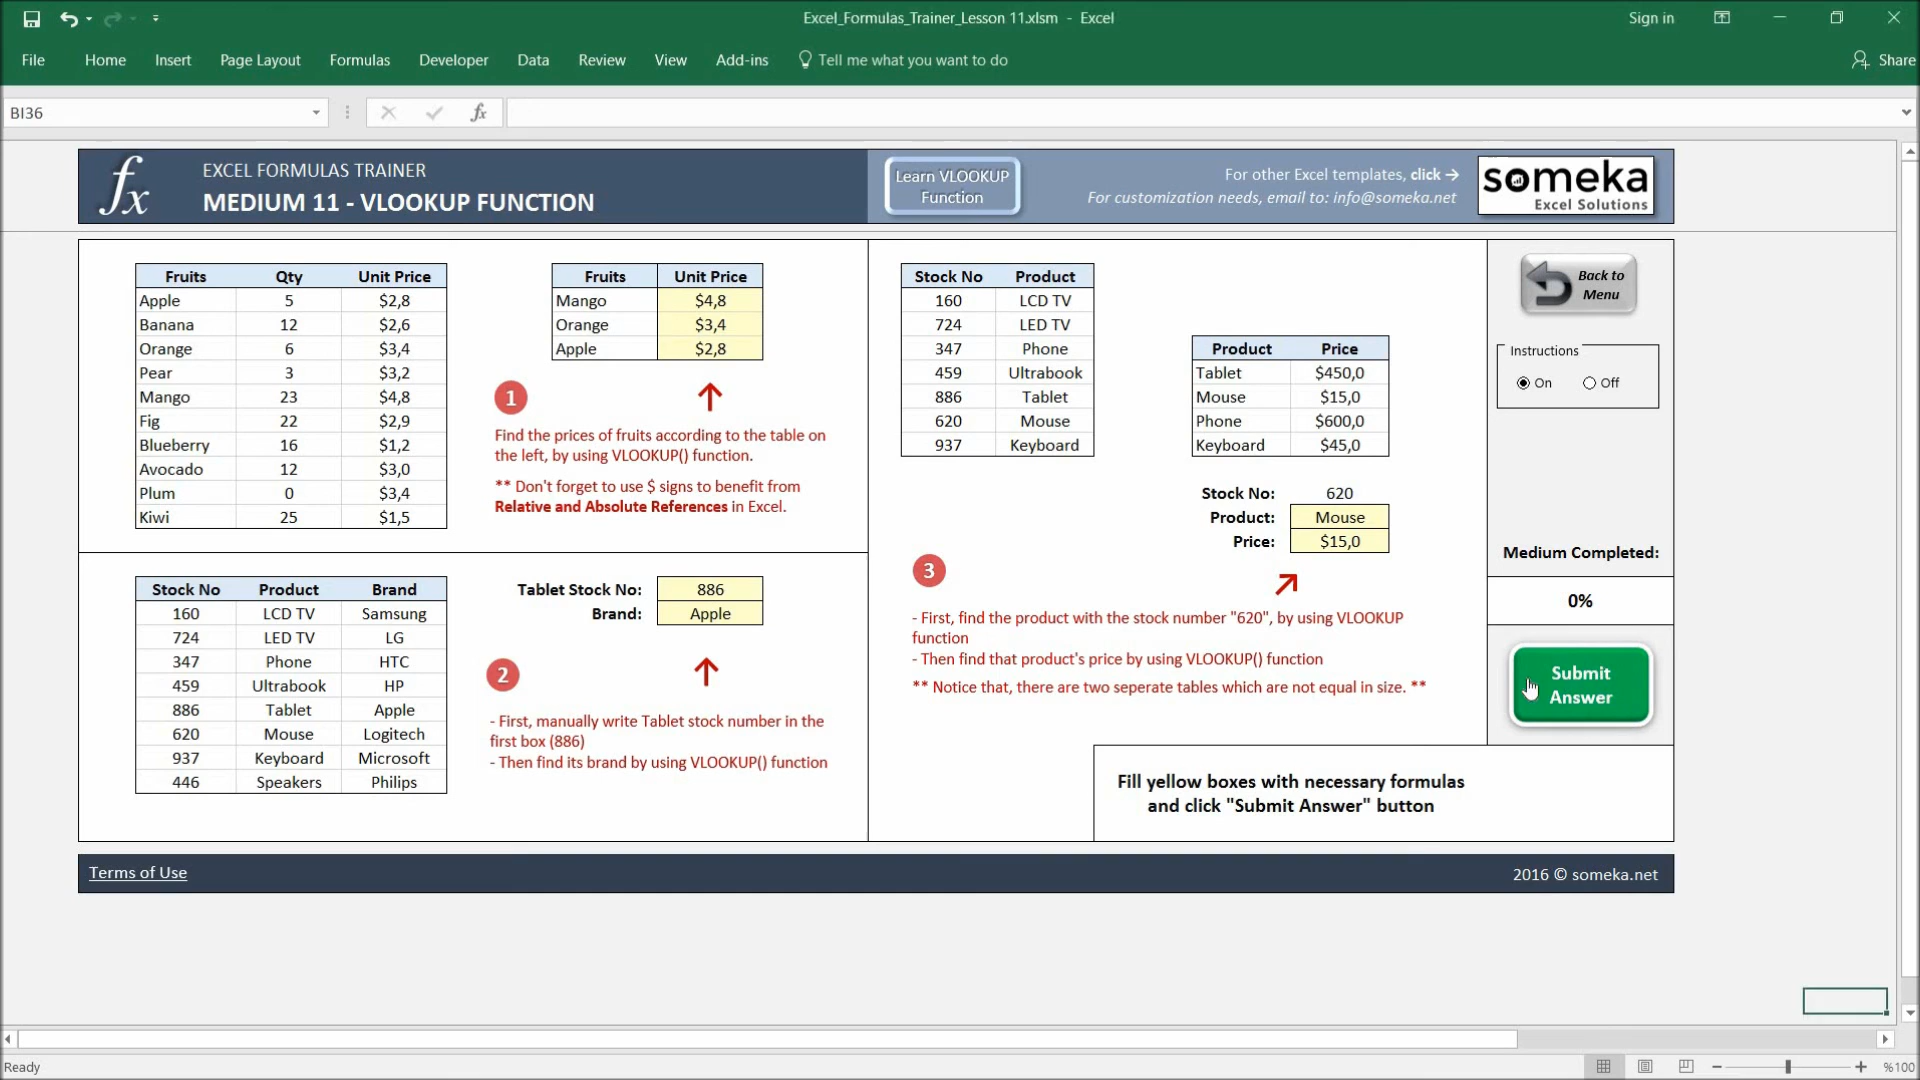 Excel_Formulas_Trainer_Lesson 11.xlsm - Excel
Sign in
File Home Insert Page Layout Formulas Developer Data Review View Add-ins Tell me what you want to do Share
BI36
fx
fx
EXCEL FORMULAS TRAINER
MEDIUM 11 - VLOOKUP FUNCTION
Learn VLOOKUP
Function
For other Excel templates, click →
For customization needs, email to: info@someka.net
someka
Excel Solutions
Fruits Qty Unit Price
Apple 5 $2,8
Banana 12 $2,6
Orange 6 $3,4
Pear 3 $3,2
Mango 23 $4,8
Fig 22 $2,9
Blueberry 16 $1,2
Avocado 12 $3,0
Plum 0 $3,4
Kiwi 25 $1,5
Fruits Unit Price
Mango $4,8
Orange $3,4
Apple $2,8
1
Find the prices of fruits according to the table on
the left, by using VLOOKUP() function.
** Don't forget to use $ signs to benefit from
Relative and Absolute References in Excel.
Stock No Product Brand
160 LCD TV Samsung
724 LED TV LG
347 Phone HTC
459 Ultrabook HP
886 Tablet Apple
620 Mouse Logitech
937 Keyboard Microsoft
446 Speakers Philips
Tablet Stock No: 886
Brand: Apple
2
- First, manually write Tablet stock number in the
first box (886)
- Then find its brand by using VLOOKUP() function
Stock No Product
160 LCD TV
724 LED TV
347 Phone
459 Ultrabook
886 Tablet
620 Mouse
937 Keyboard
Product Price
Tablet $450,0
Mouse $15,0
Phone $600,0
Keyboard $45,0
Stock No: 620
Product: Mouse
Price: $15,0
3
- First, find the product with the stock number "620", by using VLOOKUP
function
- Then find that product's price by using VLOOKUP() function
** Notice that, there are two seperate tables which are not equal in size. **
Back to
Menu
Instructions
On Off
Medium Completed:
0%
Submit
Answer
Fill yellow boxes with necessary formulas
and click "Submit Answer" button
Terms of Use
2016 © someka.net
Ready
%100